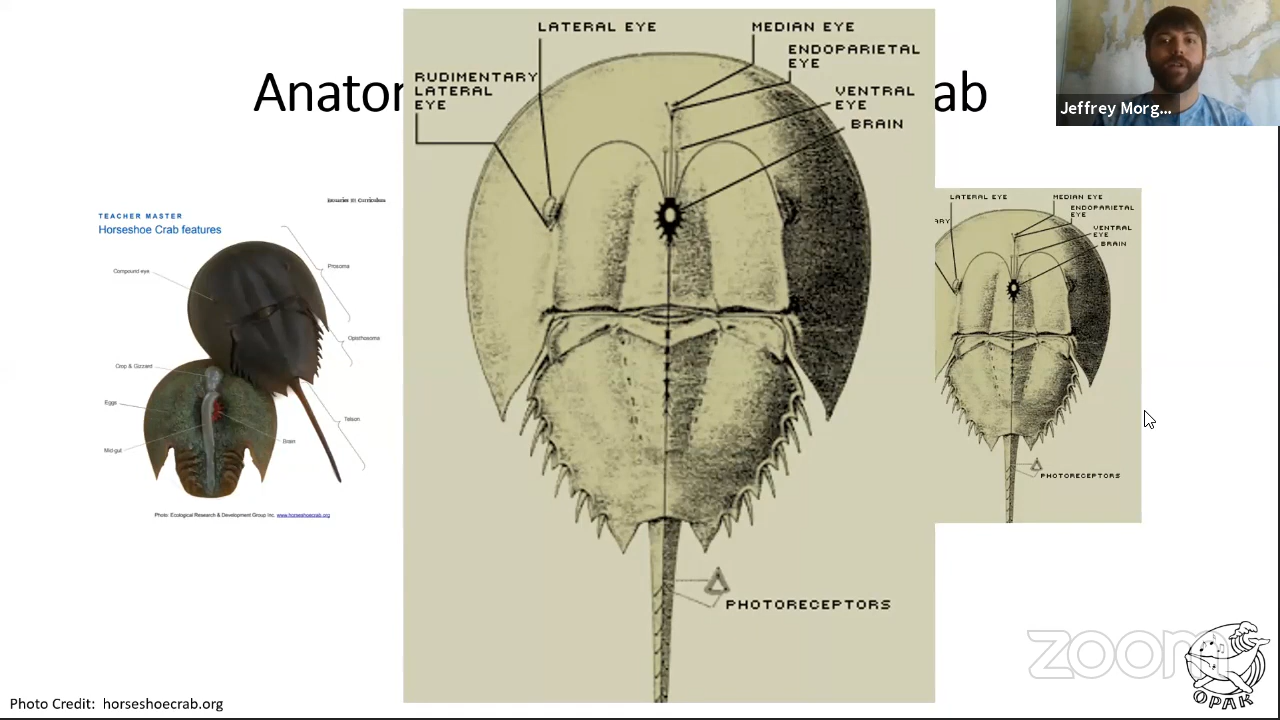 Anator
ab
LATERAL EYE
MEDIAN EYE
ENDOPARIETAL
EYE
RUDIMENTARY
LATERAL
EYE
VENTRAL
EYE
BRAIN
PHOTORECEPTORS
Jeffrey Morg...
TEACHER MASTER
Horseshoe Crab features
Compound eye
Prosoma
Opisthosoma
Crop & Gizzard
Eggs
Telson
Brain
Mid-gut
Photo: Ecological Research & Development Group Inc. www.horseshoecrab.org
LATERAL EYE
MEDIAN EYE
ENDOPARIETAL
EYE
ARY
VENTRAL
EYE
BRAIN
PHOTORECEPTORS
zoom
OPAK
Photo Credit: horseshoecrab.org